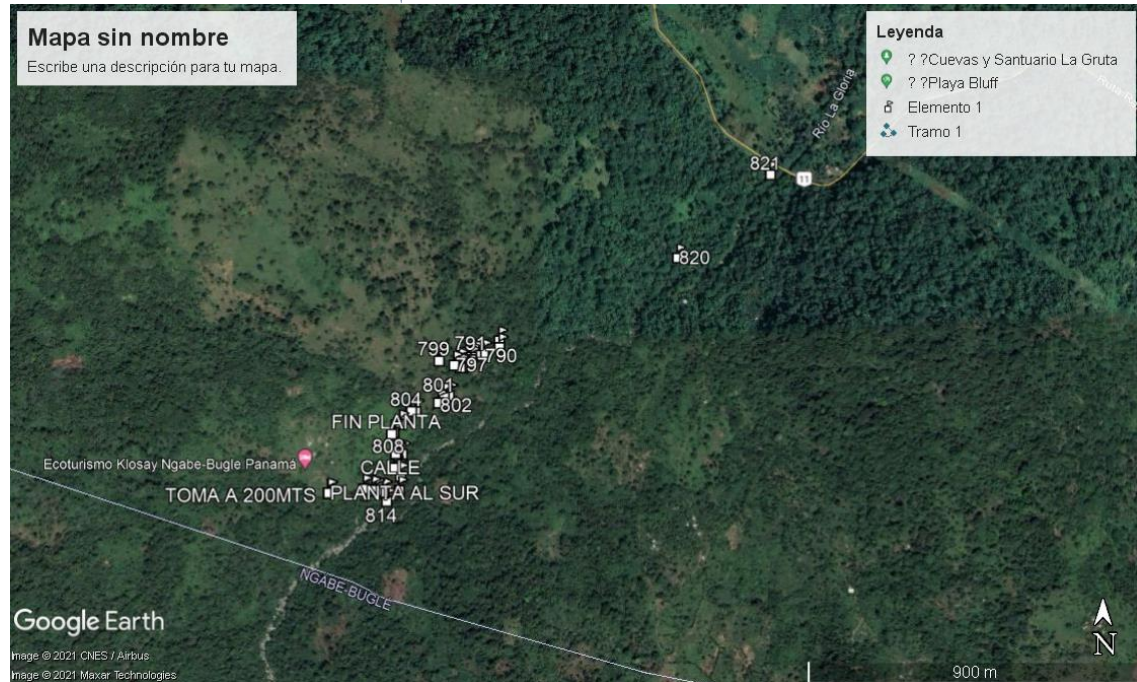 Mapa sin nombre
Escribe una descripción para tu mapa.
Leyenda
? ?Cuevas y Santuario La Gruta
? ?Playa Bluff
Elemento 1
Tramo 1
Río La Gloria
821
11
820
799
791
790
797
801
804
802
FIN PLANTA
808
Ecoturismo Klosay Ngabe-Bugle Panamá
CALLE
TOMA A 200MTS
PLANTA AL SUR
814
NGABE-BUGLE
Google Earth
Image © 2021 CNES / Airbus
Image © 2021 Maxar Technologies
N
900 m